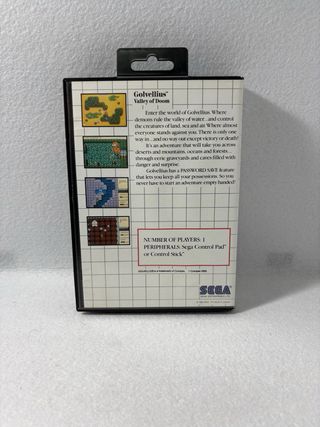 Golvellius™
Valley of Doom
Enter the world of Golvellius. Where
demons rule the valley of water...and control
the creatures of land, sea and air. Where almost
everyone stands against you. There is only one
way in...and no way out except victory or death!
It's an adventure that will take you across
deserts and mountains, oceans and forests...
through eerie graveyards and caves filled with
danger and surprise.
Golvellius has a PASSWORD SAVE feature
that lets you keep all your possessions. So you
never have to start an adventure empty handed!
NUMBER OF PLAYERS: 1
PERIPHERALS: Sega Control Pad™
or Control Stick™
SEGA